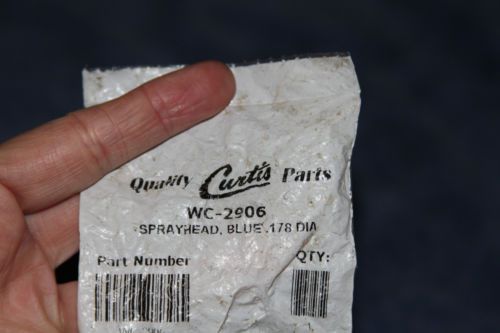 Quality Curtis Parts
WC-2906
SPRAYHEAD, BLUE .178 DIA
Part Number QTY: